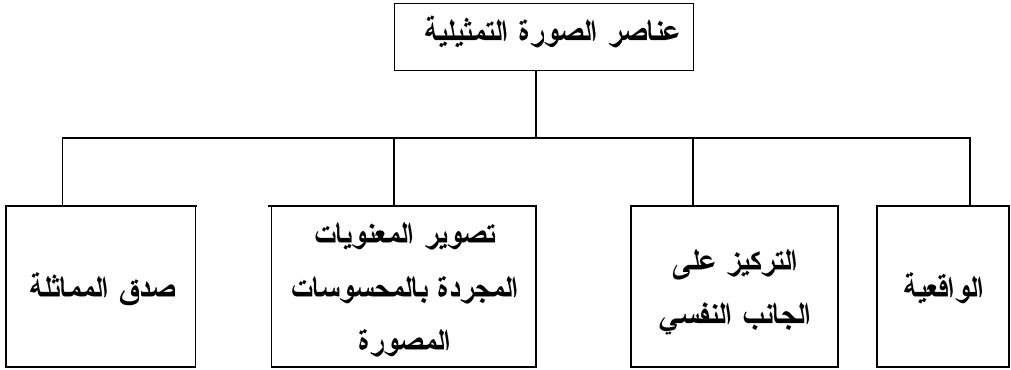 عناصر الصورة التمثيلية
الواقعية
التركيز على
الجانب النفسي
تصوير المعنويات
المجردة بالمحسوسات
المصورة
صدق المماثلة